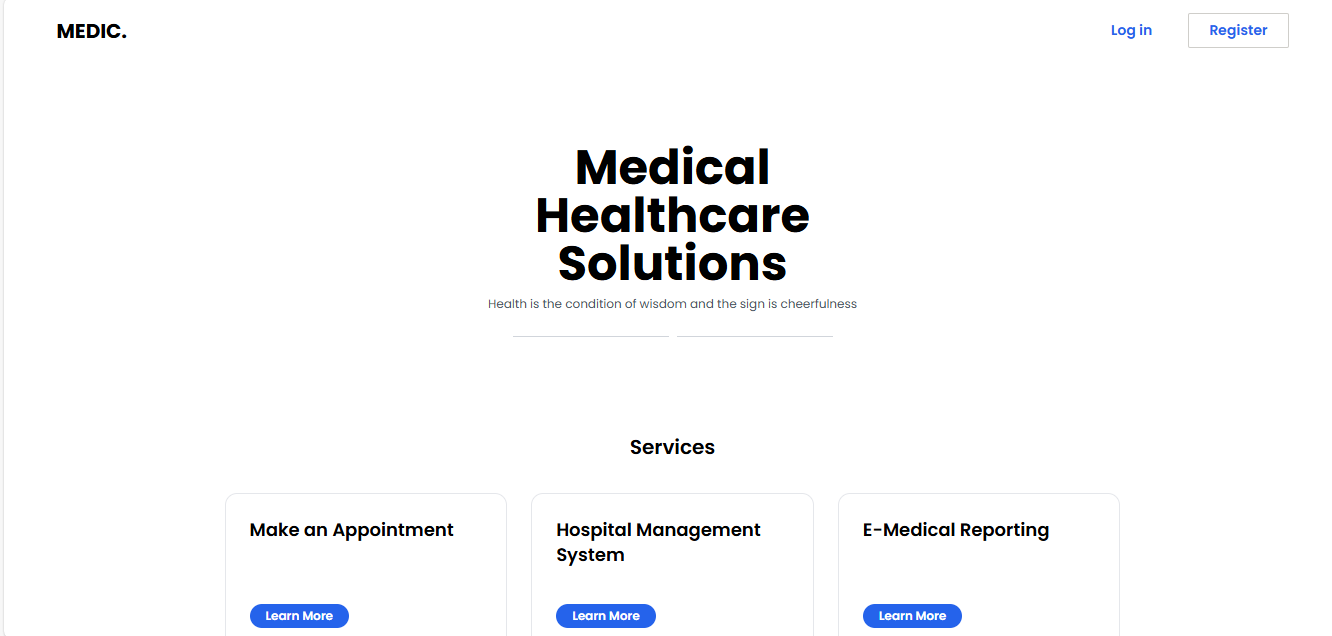 MEDIC.
Log in
Register
Medical
Healthcare
Solutions
Health is the condition of wisdom and the sign is cheerfulness
Services
Make an Appointment
Learn More
Hospital Management
System
Learn More
E-Medical Reporting
Learn More